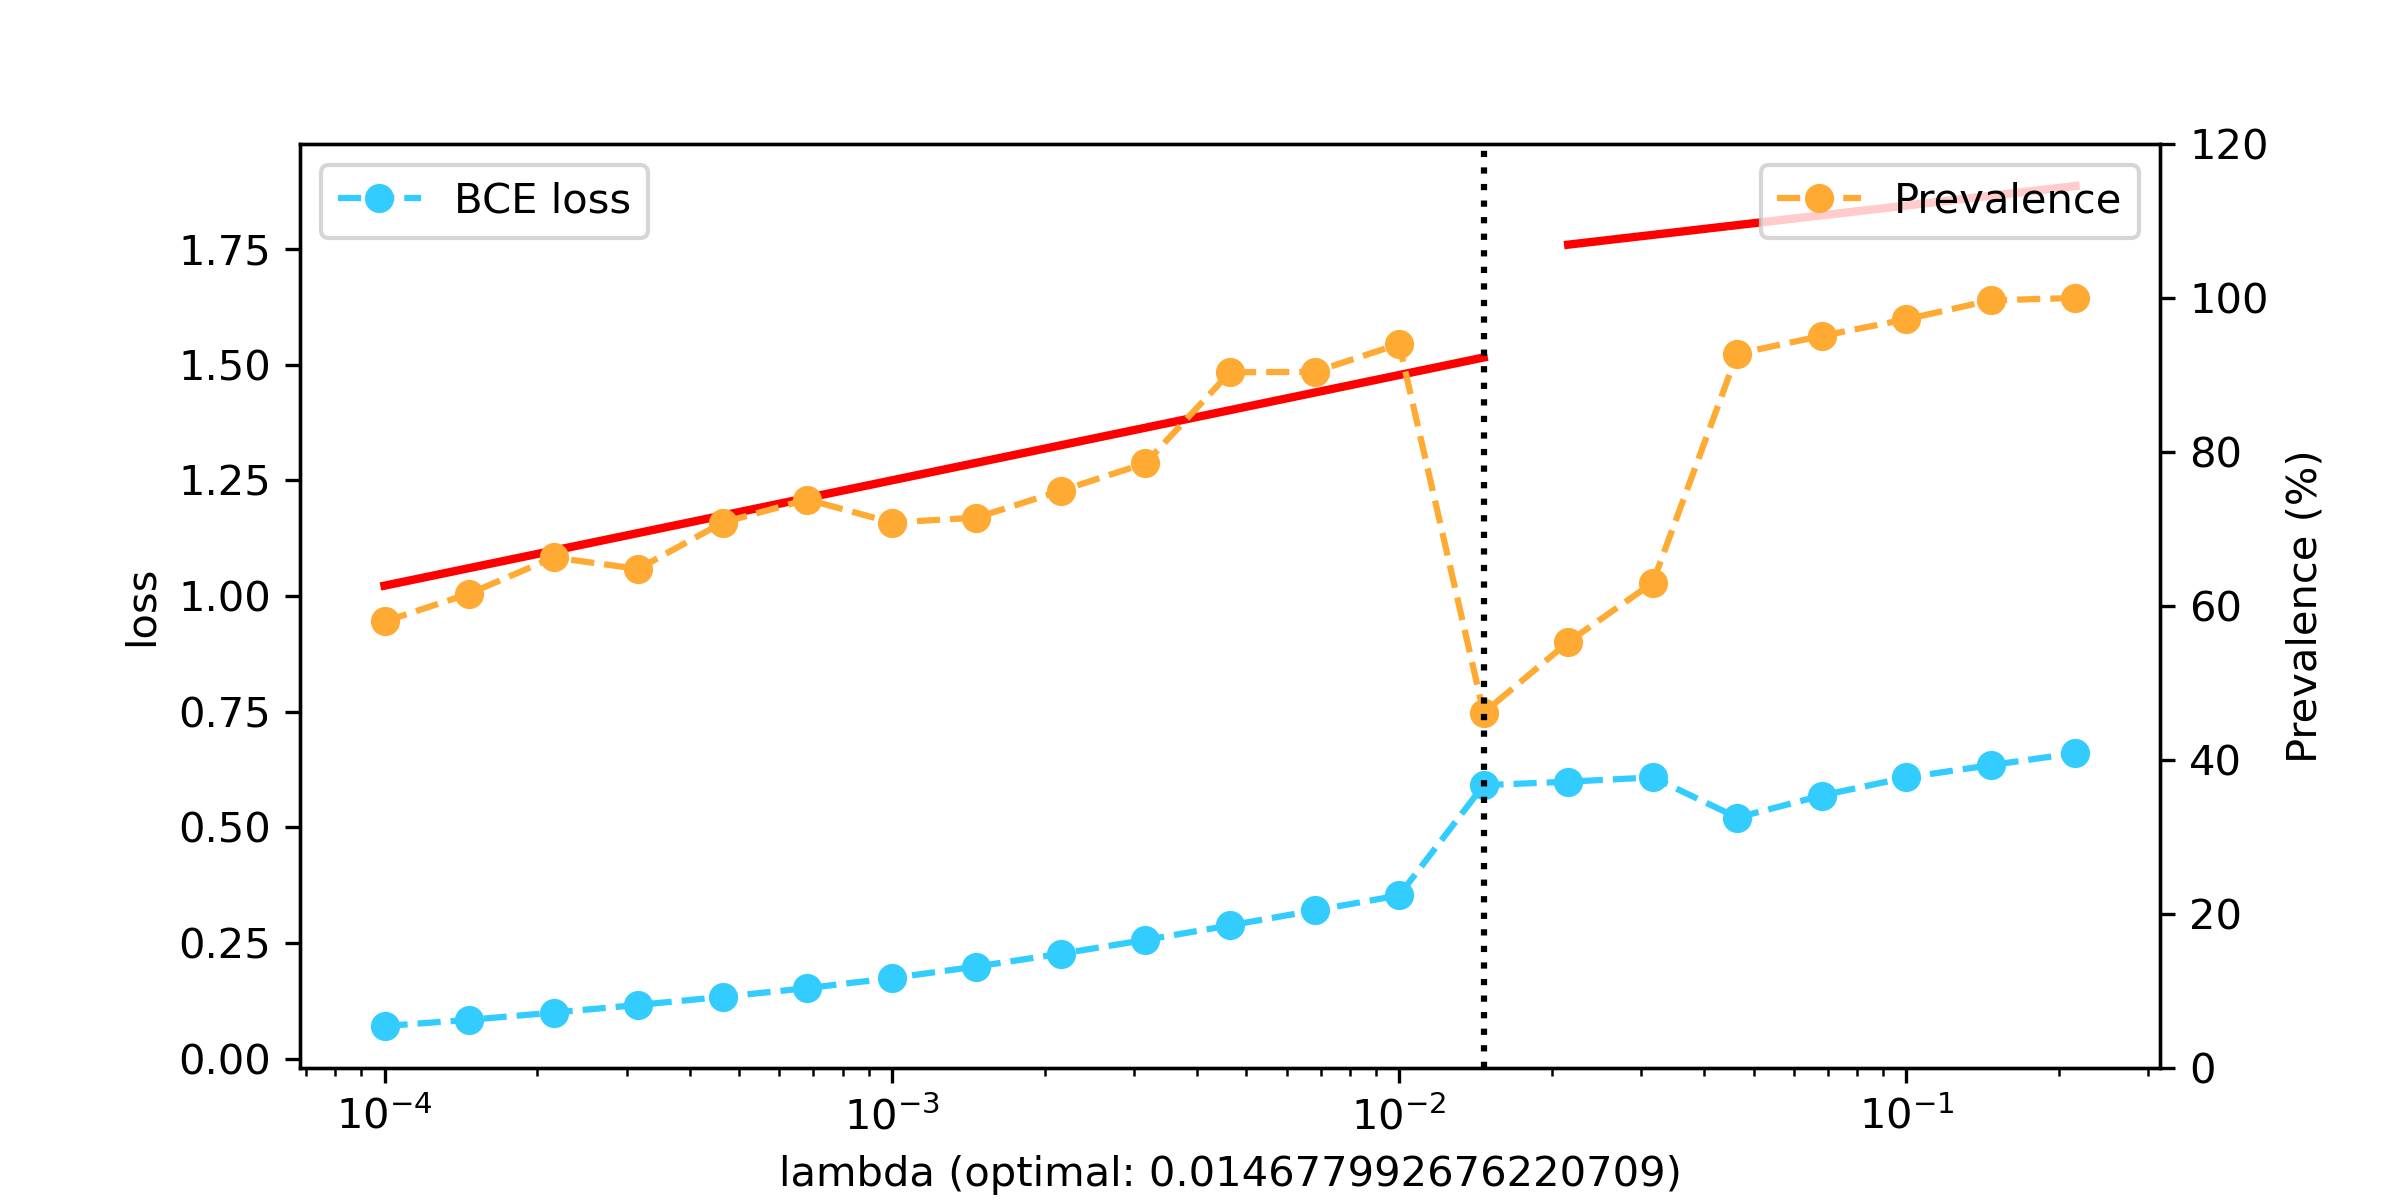 BCE loss
Prevalence
loss
1.75
1.50
1.25
1.00
0.75
0.50
0.25
0.00
120
100
80
60
40
20
0
Prevalence (%)
10⁻⁴ 10⁻³ 10⁻² 10⁻¹
lambda (optimal: 0.014677992676220709)